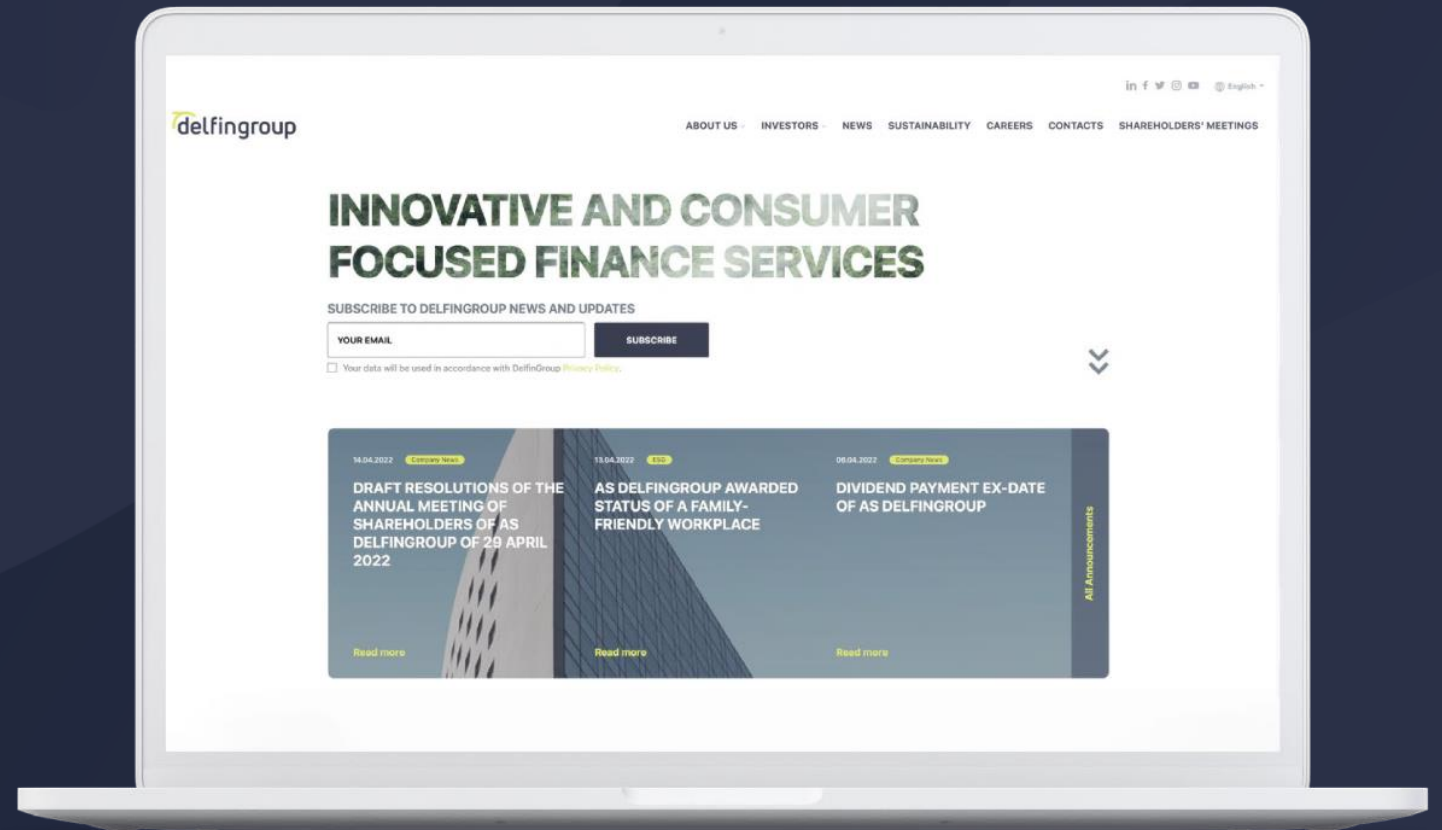 in f English
delfingroup
ABOUT US INVESTORS NEWS SUSTAINABILITY CAREERS CONTACTS SHAREHOLDERS' MEETINGS
INNOVATIVE AND CONSUMER
FOCUSED FINANCE SERVICES
SUBSCRIBE TO DELFINGROUP NEWS AND UPDATES
YOUR EMAIL SUBSCRIBE
Your data will be used in accordance with DelfinGroup Privacy Policy.
14.04.2022 Company News
DRAFT RESOLUTIONS OF THE
ANNUAL MEETING OF
SHAREHOLDERS OF AS
DELFINGROUP OF 29 APRIL
2022
Read more
13.04.2022 ESG
AS DELFINGROUP AWARDED
STATUS OF A FAMILY-
FRIENDLY WORKPLACE
Read more
06.04.2022 Company News
DIVIDEND PAYMENT EX-DATE
OF AS DELFINGROUP
Read more
All Announcements